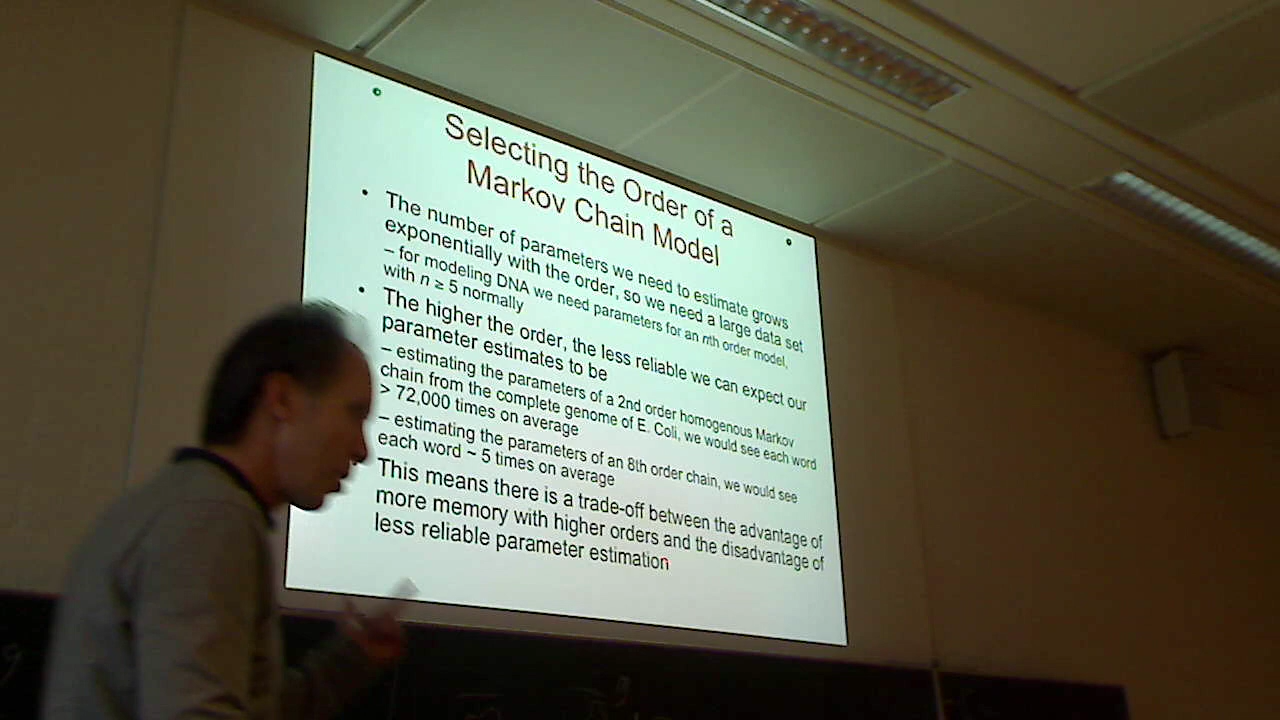 Selecting the Order of a
Markov Chain Model
• The number of parameters we need to estimate grows
exponentially with the order, so we need a large data set
– for modeling DNA we need parameters for an nth order model,
with n ≥ 5 normally
• The higher the order, the less reliable we can expect our
parameter estimates to be
– estimating the parameters of a 2nd order homogenous Markov
chain from the complete genome of E. Coli, we would see each word
> 72,000 times on average
– estimating the parameters of an 8th order chain, we would see
each word ~ 5 times on average
This means there is a trade-off between the advantage of
more memory with higher orders and the disadvantage of
less reliable parameter estimation